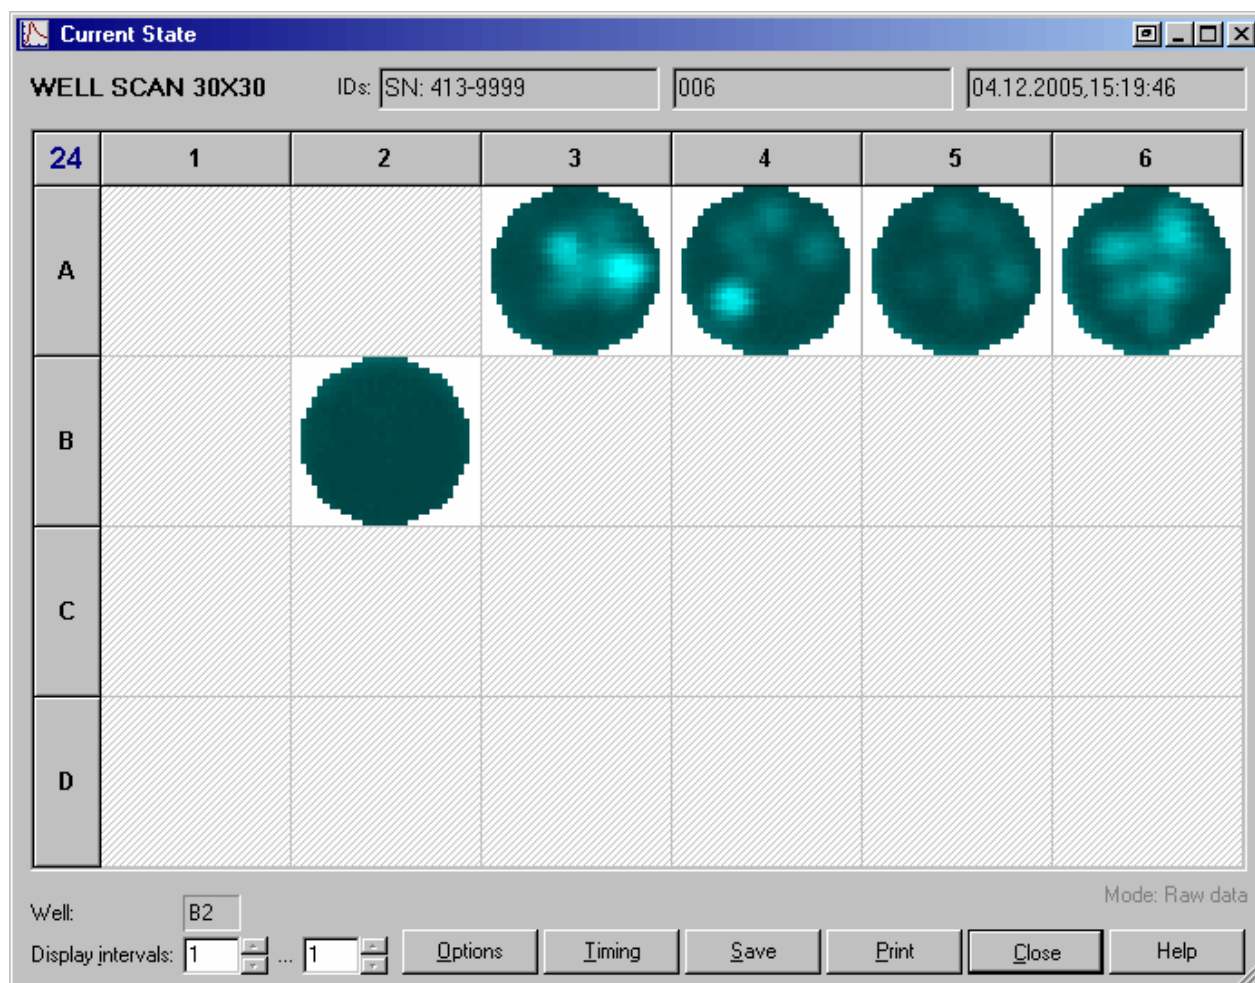 Current State
WELL SCAN 30X30 IDs: SN: 413-9999 006 04.12.2005,15:19:46
24 1 2 3 4 5 6
A
B
C
D
Mode: Raw data
Well: B2
Display intervals: 1 ... 1 Options Timing Save Print Close Help